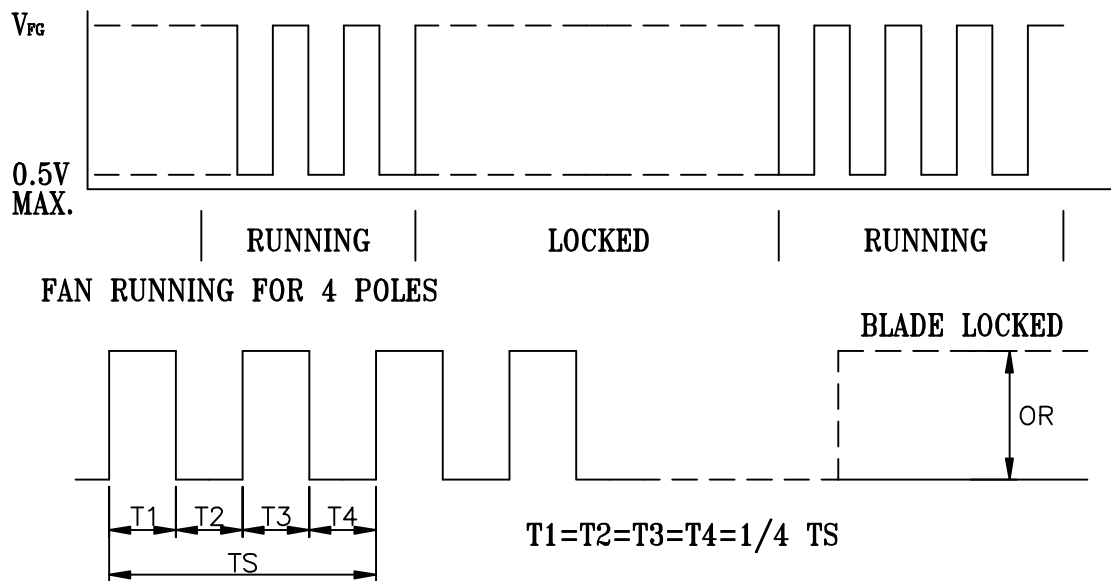 VFG
0.5V
MAX.
RUNNING LOCKED RUNNING
FAN RUNNING FOR 4 POLES
BLADE LOCKED
OR
T1 T2 T3 T4
T1=T2=T3=T4=1/4 TS
TS